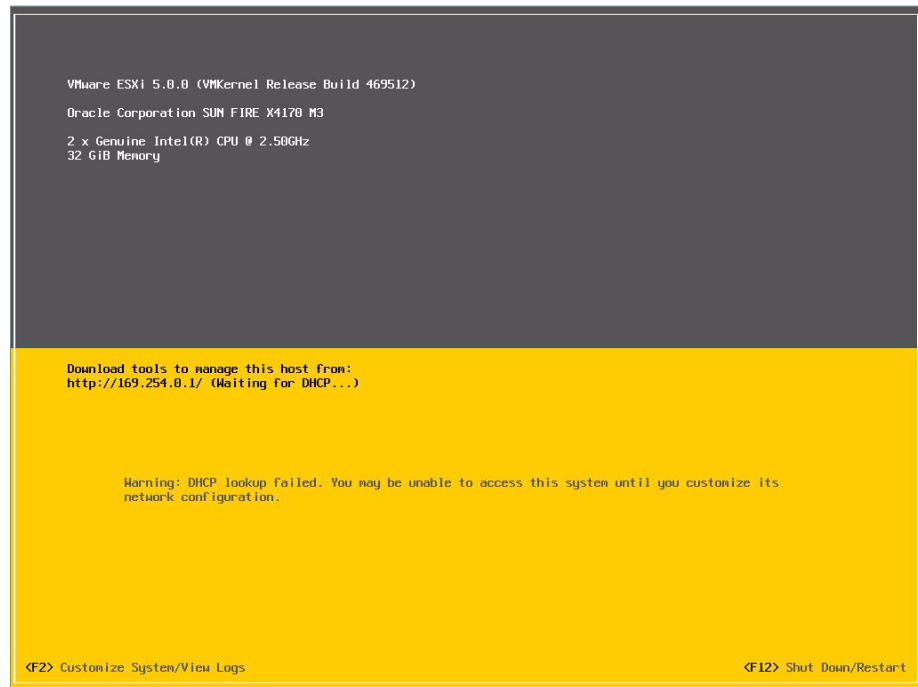 VMware ESXi 5.0.0 (VMKernel Release Build 469512)
Oracle Corporation SUN FIRE X4170 M3
2 x Genuine Intel(R) CPU @ 2.50GHz
32 GiB Memory
Download tools to manage this host from:
http://169.254.0.1/ (Waiting for DHCP...)
Warning: DHCP lookup failed. You may be unable to access this system until you customize its
network configuration.
<F2> Customize System/View Logs
<F12> Shut Down/Restart